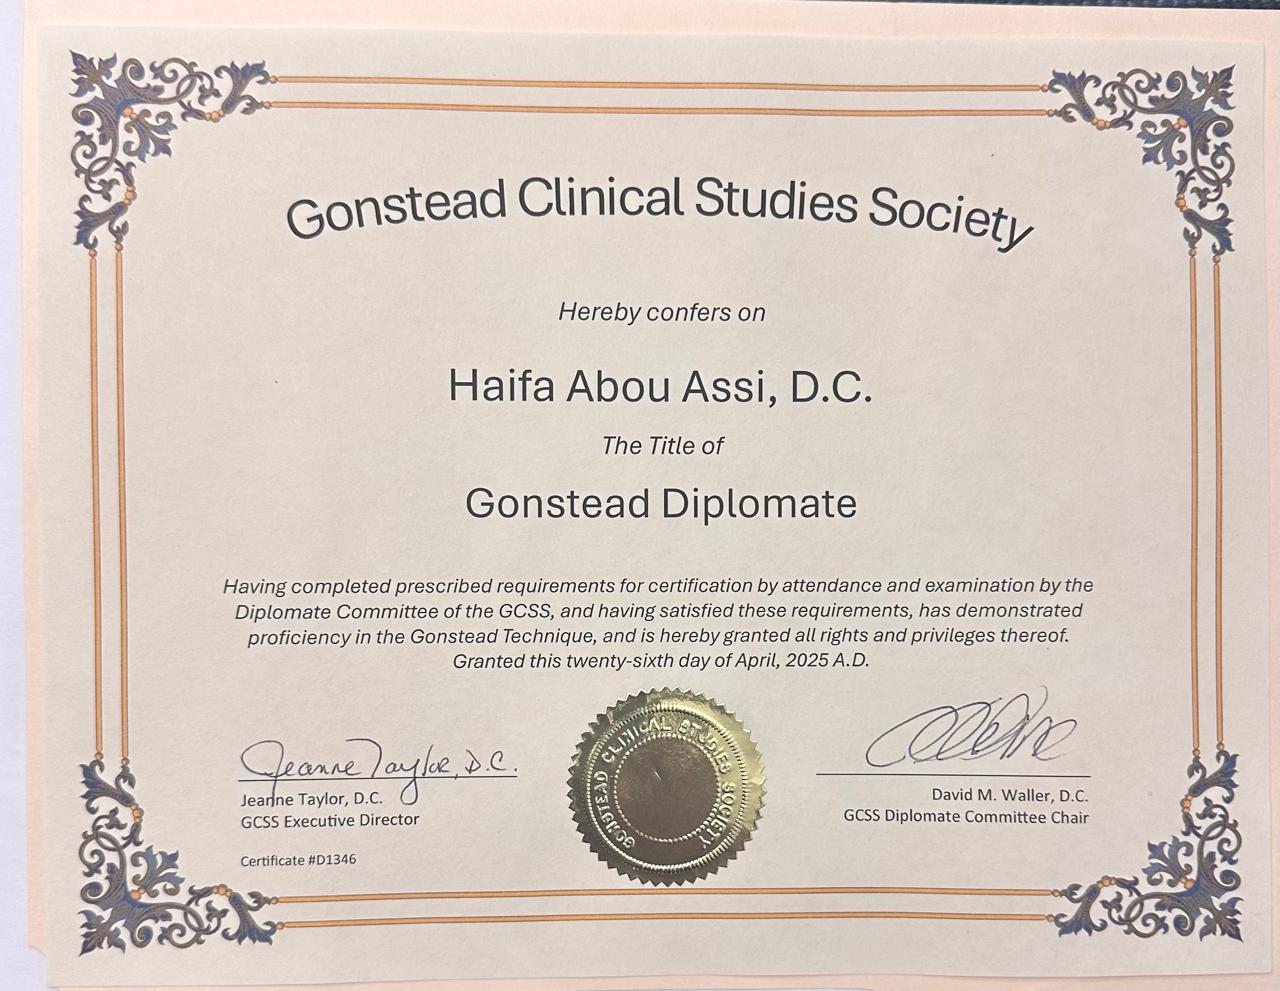 Gonstead Clinical Studies Society
Hereby confers on
Haifa Abou Assi, D.C.
The Title of
Gonstead Diplomate
Having completed prescribed requirements for certification by attendance and examination by the
Diplomate Committee of the GCSS, and having satisfied these requirements, has demonstrated
proficiency in the Gonstead Technique, and is hereby granted all rights and privileges thereof.
Granted this twenty-sixth day of April, 2025 A.D.
Jeanne Taylor, D.C.
Jeanne Taylor, D.C.
GCSS Executive Director
Certificate #D1346
GONSTEAD CLINICAL STUDIES SOCIETY
David M. Waller, D.C.
GCSS Diplomate Committee Chair